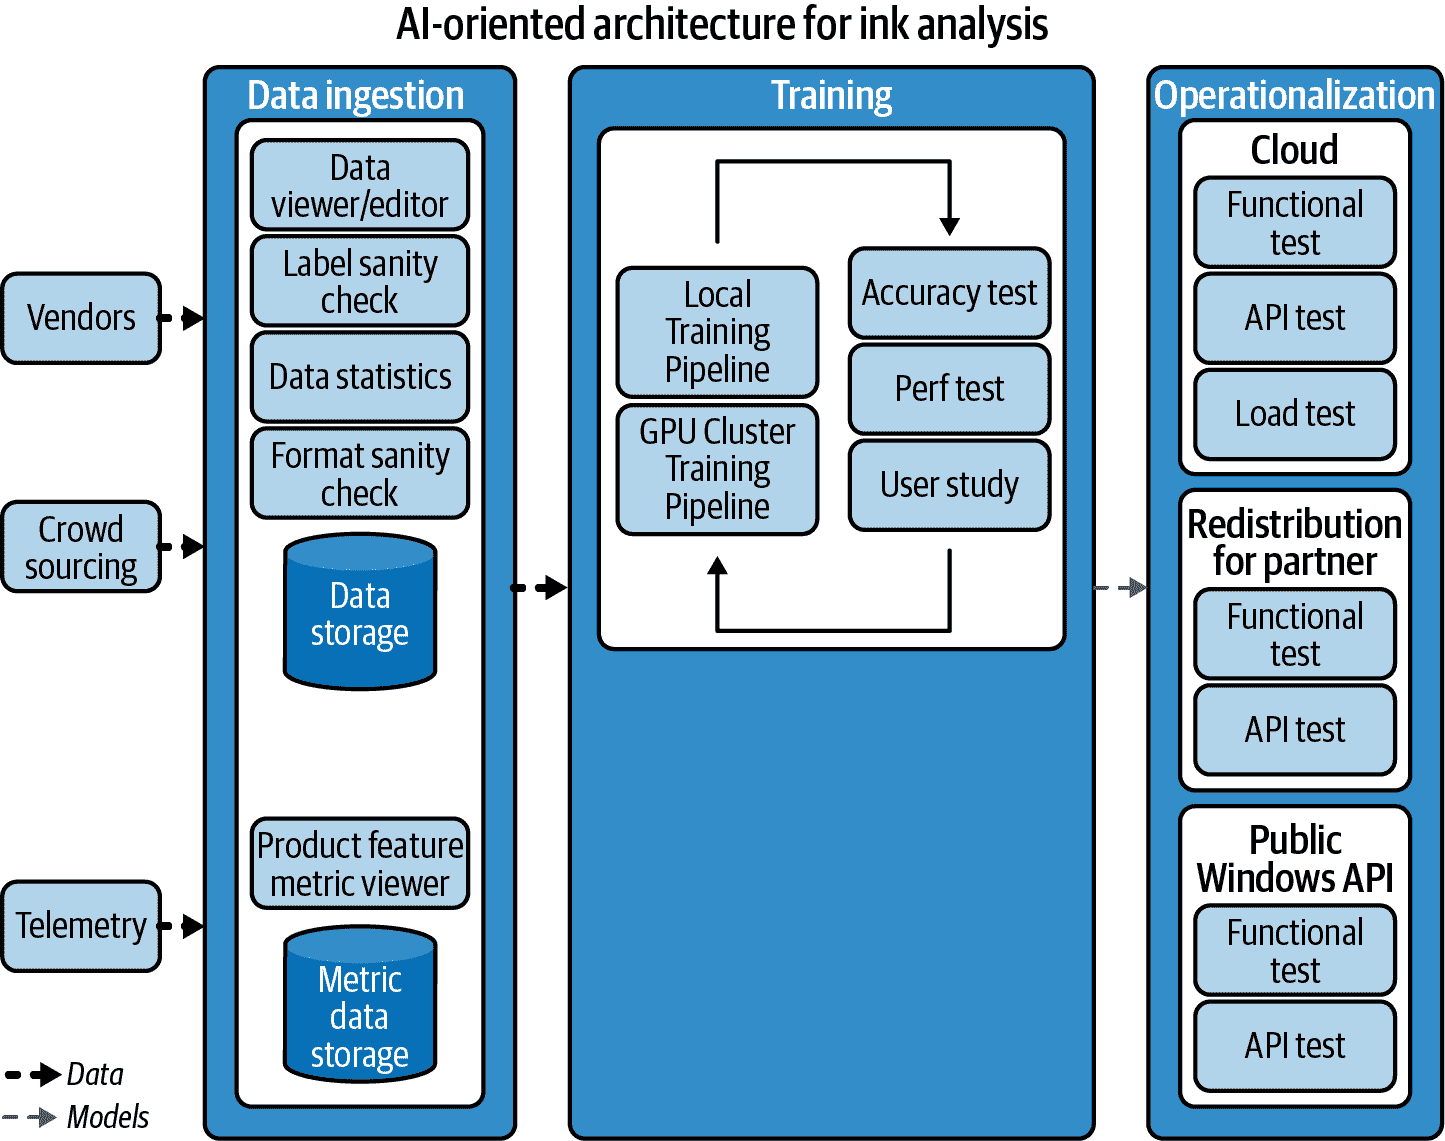 AI-oriented architecture for ink analysis
Vendors
Crowd
sourcing
Telemetry
Data
Models
Data ingestion
Data
viewer/editor
Label sanity
check
Data statistics
Format sanity
check
Data
storage
Product feature
metric viewer
Metric
data
storage
Training
Local
Training
Pipeline
GPU Cluster
Training
Pipeline
Accuracy test
Perf test
User study
Operationalization
Cloud
Functional
test
API test
Load test
Redistribution
for partner
Functional
test
API test
Public
Windows API
Functional
test
API test